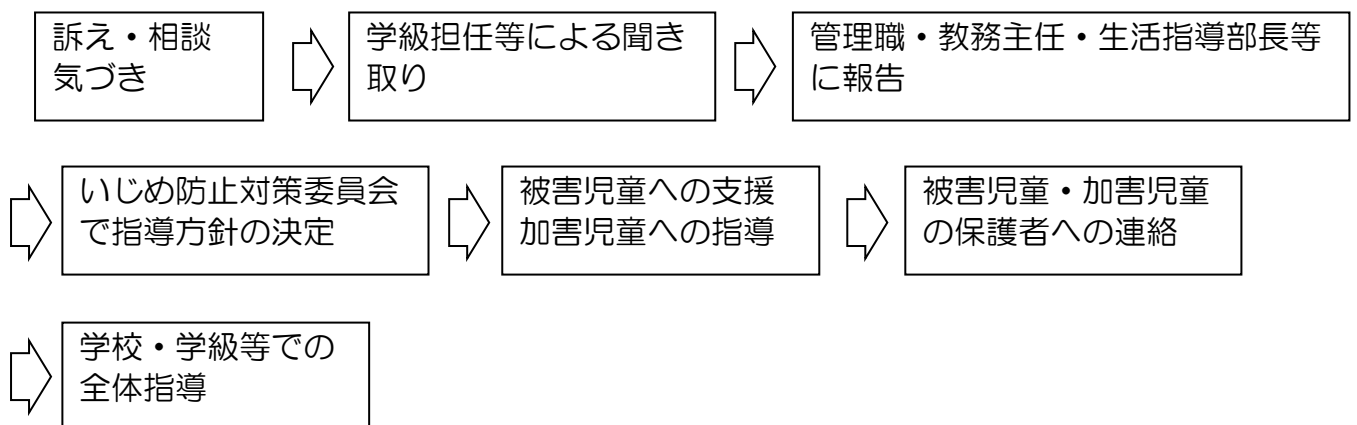 訴え・相談
気づき
学級担任等による聞き
取り
管理職・教務主任・生活指導部長等
に報告
いじめ防止対策委員会
で指導方針の決定
被害児童への支援
加害児童への指導
被害児童・加害児童
の保護者への連絡
学校・学級等での
全体指導